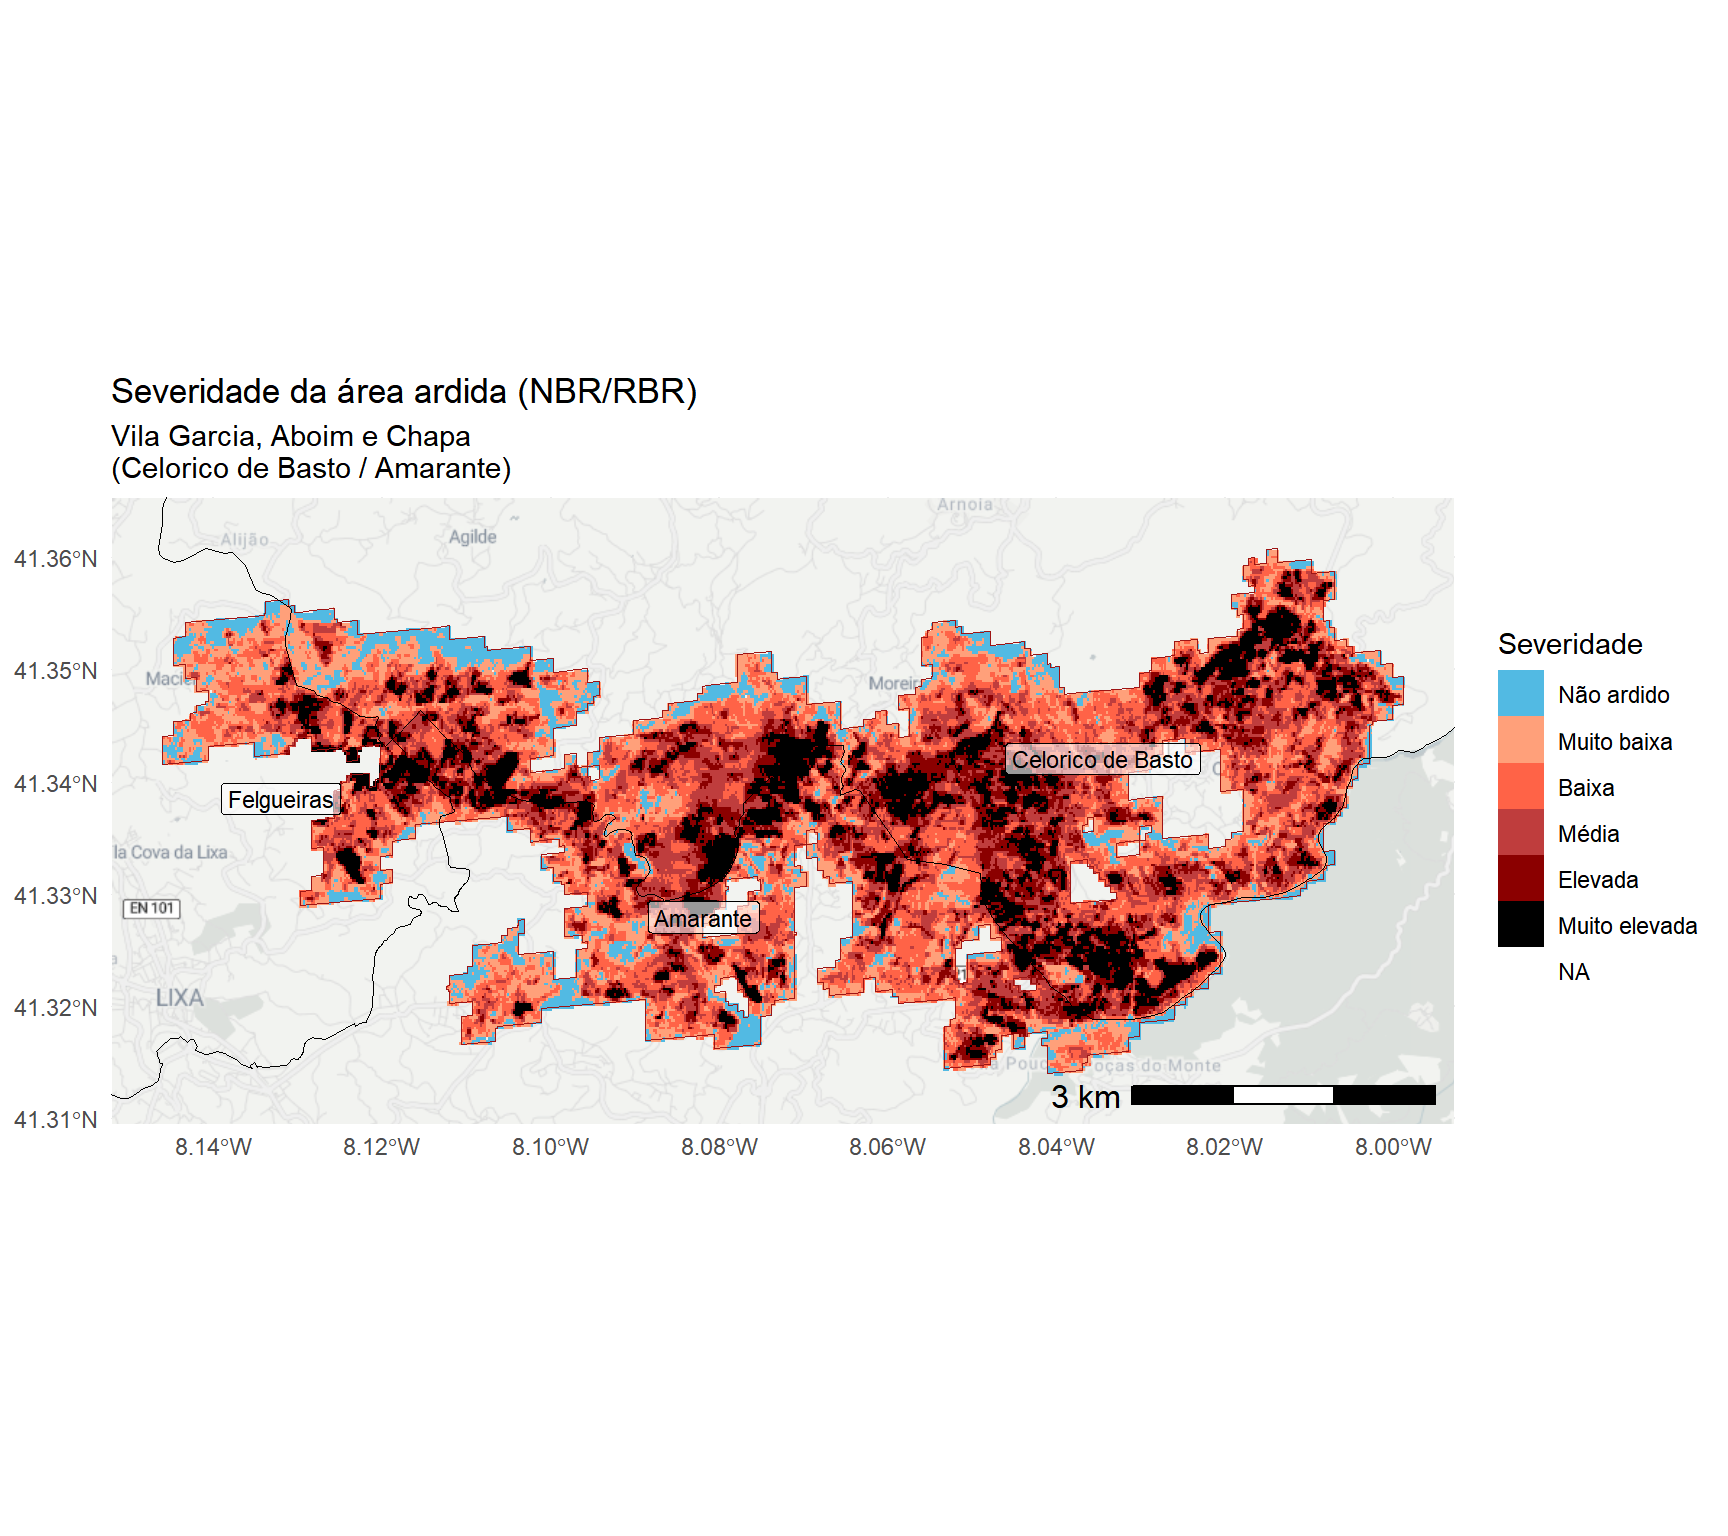 Severidade da área ardida (NBR/RBR)
Vila Garcia, Aboim e Chapa
(Celorico de Basto / Amarante)
Arnoia
Alijão
Agilde
41.36°N
41.35°N
41.34°N
41.33°N
41.32°N
41.31°N
Celorico de Basto
Felgueiras
la Cova da Lixa
EN 101
Amarante
LIXA
oças do Monte
3 km
8.14°W
8.12°W
8.10°W
8.08°W
8.06°W
8.04°W
8.02°W
8.00°W
Severidade
Não ardido
Muito baixa
Baixa
Média
Elevada
Muito elevada
NA